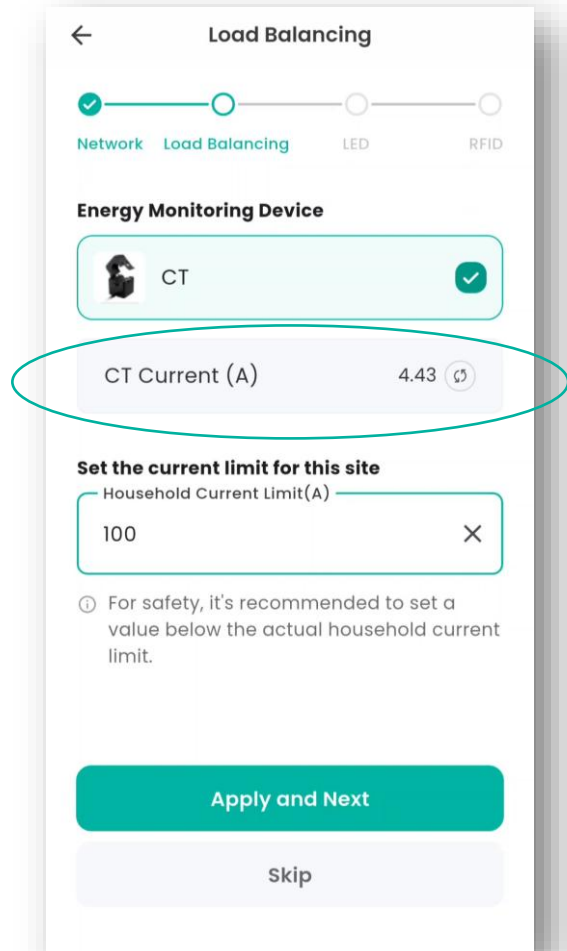 Load Balancing
Network Load Balancing LED RFID
Energy Monitoring Device
CT
CT Current (A) 4.43
Set the current limit for this site
Household Current Limit(A)
100
For safety, it's recommended to set a
value below the actual household current
limit.
Apply and Next
Skip